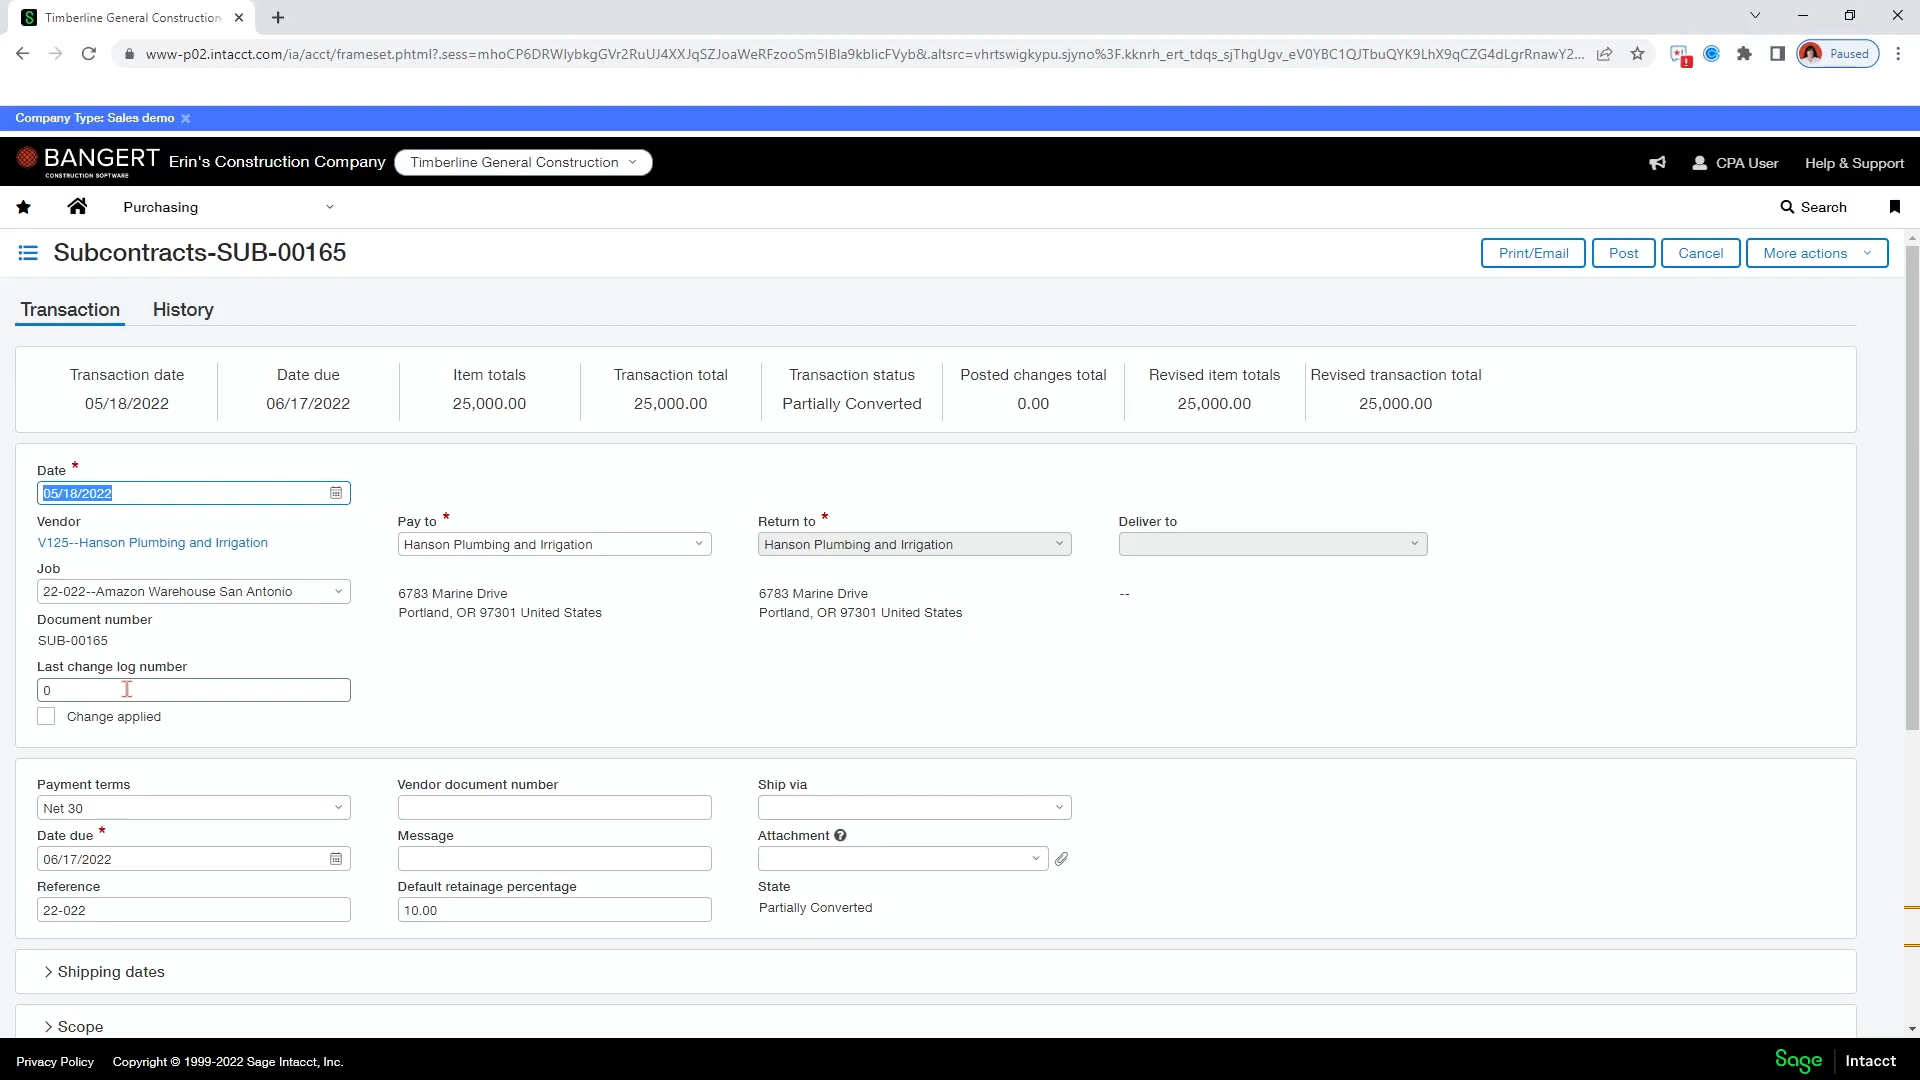 Timberline General Construction
www-p02.intacct.com/ia/acct/frameset.phtml?.sess=
Paused
Company Type: Sales demo
BANGERT
CONSTRUCTION SOFTWARE
Erin's Construction Company
Timberline General Construction
CPA User
Help & Support
Purchasing
Search
Subcontracts-SUB-00165
Print/Email
Post
Cancel
More actions
Transaction
History
Transaction date
Date due
Item totals
Transaction total
Transaction status
Posted changes total
Revised item totals
Revised transaction total
05/18/2022
06/17/2022
25,000.00
25,000.00
Partially Converted
0.00
25,000.00
25,000.00
Date *
05/18/2022
Vendor
Pay to *
Return to *
Deliver to
V125--Hanson Plumbing and Irrigation
Hanson Plumbing and Irrigation
Hanson Plumbing and Irrigation
Job
22-022--Amazon Warehouse San Antonio
6783 Marine Drive
Portland, OR 97301 United States
6783 Marine Drive
Portland, OR 97301 United States
--
Document number
SUB-00165
Last change log number
0
Change applied
Payment terms
Vendor document number
Ship via
Net 30
Date due *
Message
Attachment
06/17/2022
Reference
Default retainage percentage
State
22-022
10.00
Partially Converted
Shipping dates
Scope
Privacy Policy
Copyright © 1999-2022 Sage Intacct, Inc.
Sage
Intacct